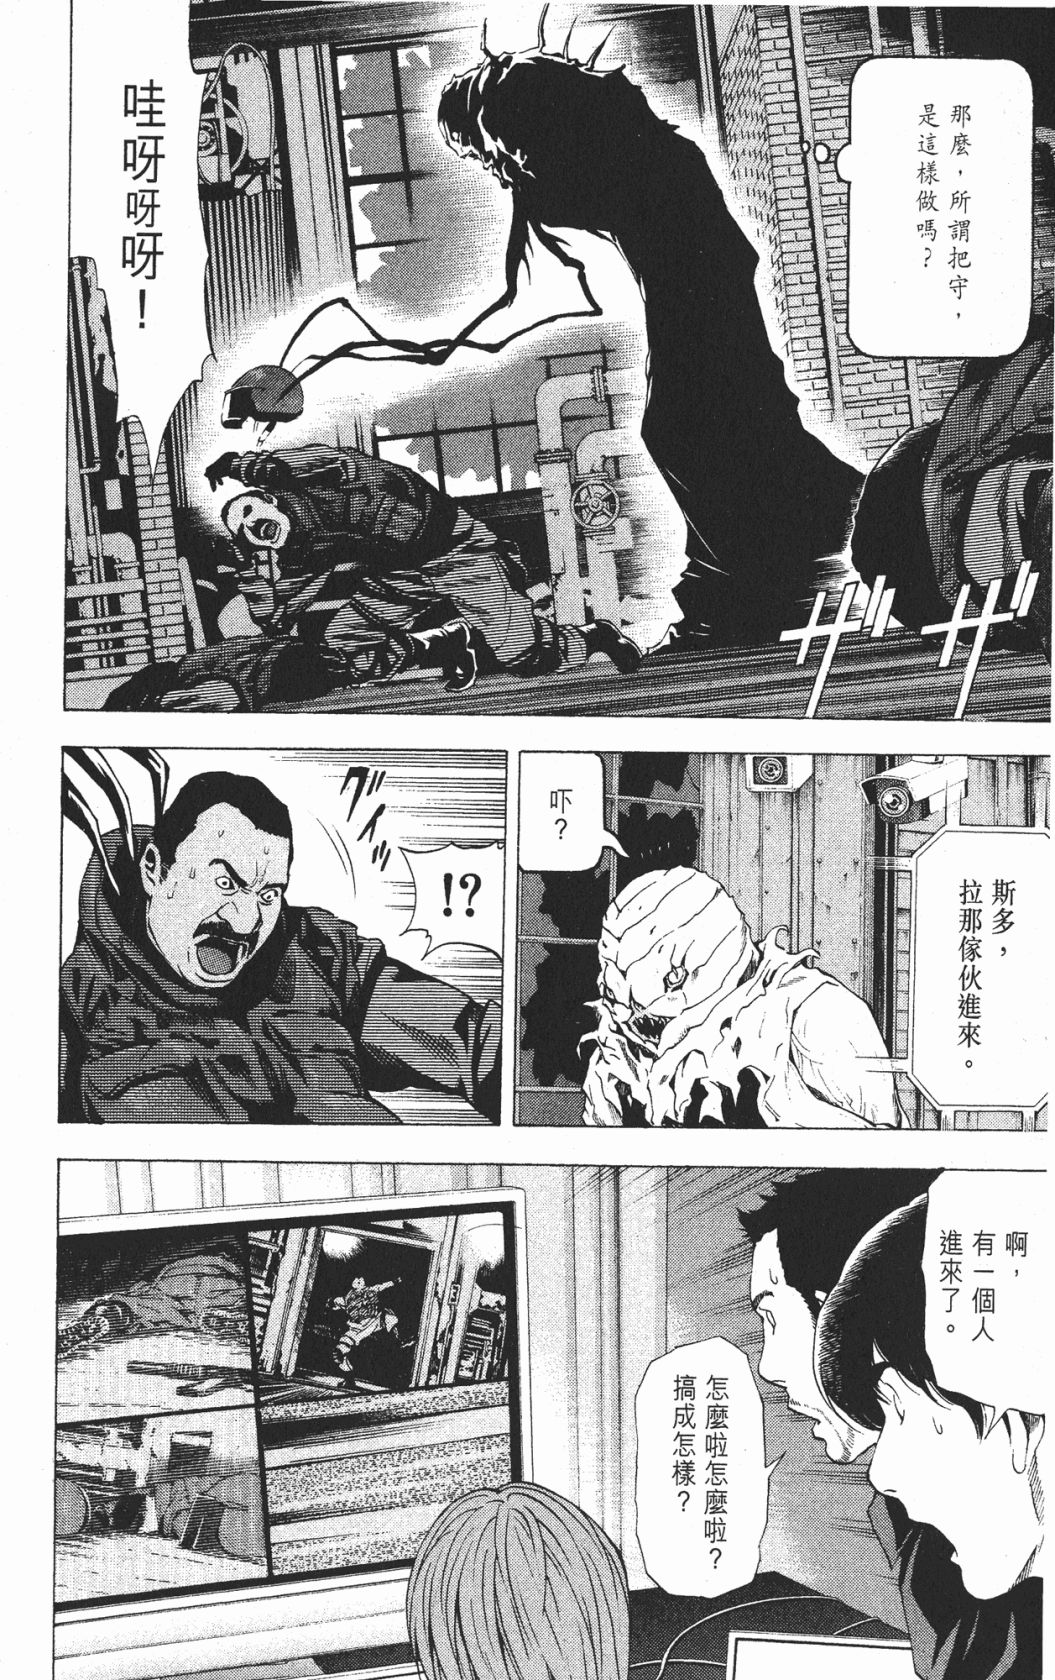 那麼，所謂把守，
是這樣做嗎？
哇呀呀呀！
サ゛サ゛
斯多，
拉那傢伙進來。
吓？
!?
グイッ
啊，
有一個人
進來了。
怎麼啦怎麼啦？
搞成怎樣？